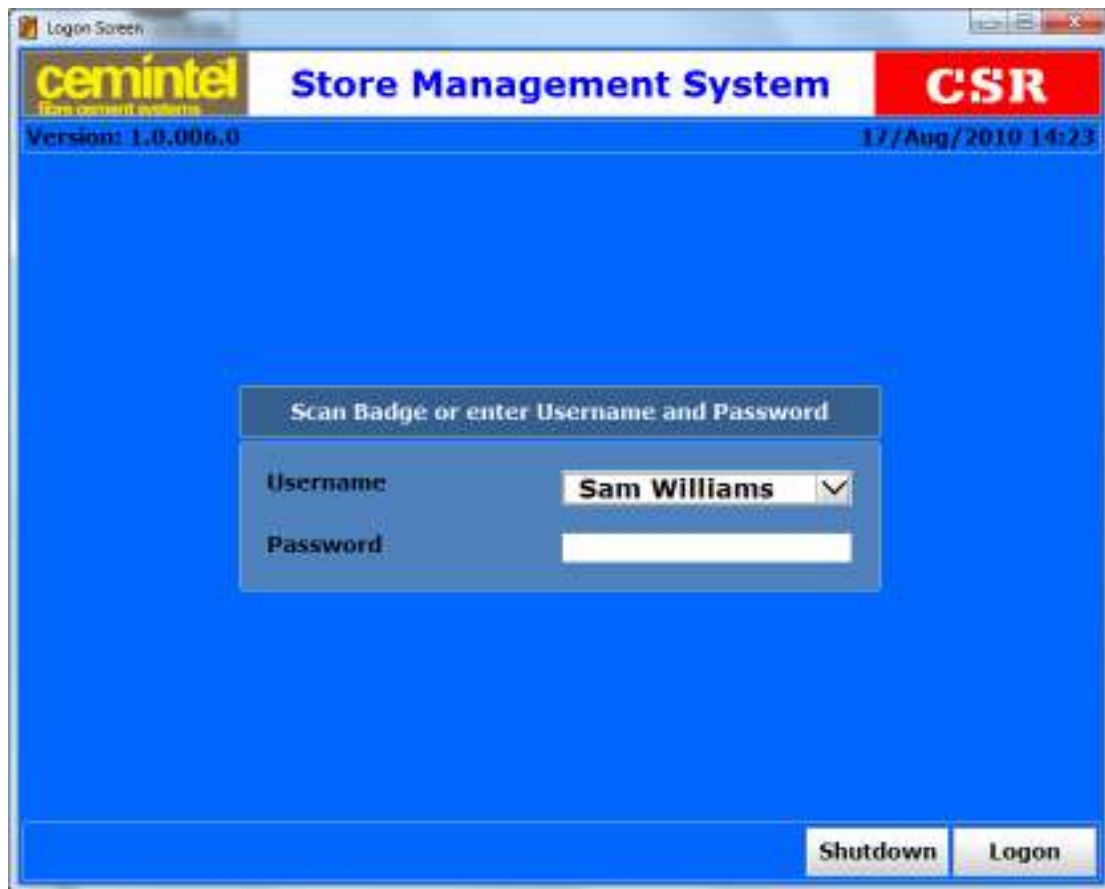 Logon Screen
cemintel
fibre cement systems
Store Management System
CSR
Version: 1.0.006.0
17/Aug/2010 14:23
Scan Badge or enter Username and Password
Username
Sam Williams
Password
Shutdown
Logon